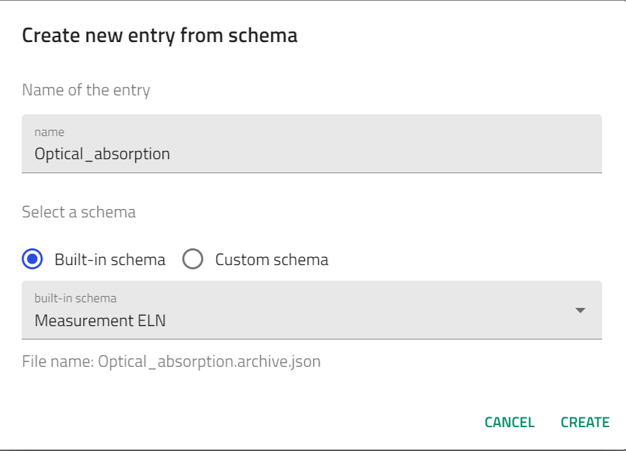 Create new entry from schema
Name of the entry
name
Optical_absorption
Select a schema
Built-in schema Custom schema
built-in schema
Measurement ELN
File name: Optical_absorption.archive.json
CANCEL CREATE